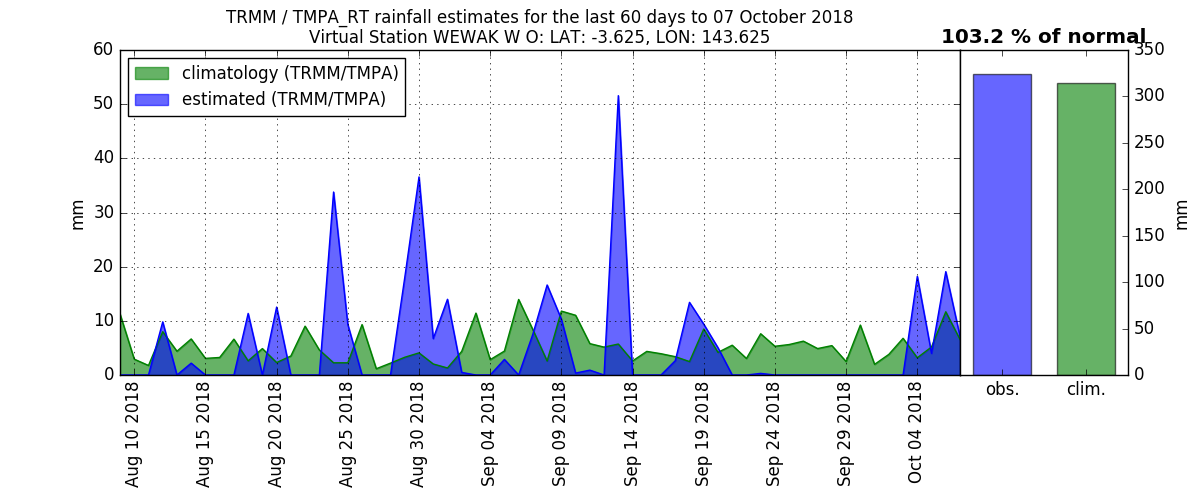 TRMM / TMPA_RT rainfall estimates for the last 60 days to 07 October 2018
Virtual Station WEWAK W O: LAT: -3.625, LON: 143.625
103.2 % of normal
climatology (TRMM/TMPA)
estimated (TRMM/TMPA)
60
50
40
30
20
10
0
mm
350
300
250
200
150
100
50
0
mm
obs.
clim.
Aug 10 2018
Aug 15 2018
Aug 20 2018
Aug 25 2018
Aug 30 2018
Sep 04 2018
Sep 09 2018
Sep 14 2018
Sep 19 2018
Sep 24 2018
Sep 29 2018
Oct 04 2018